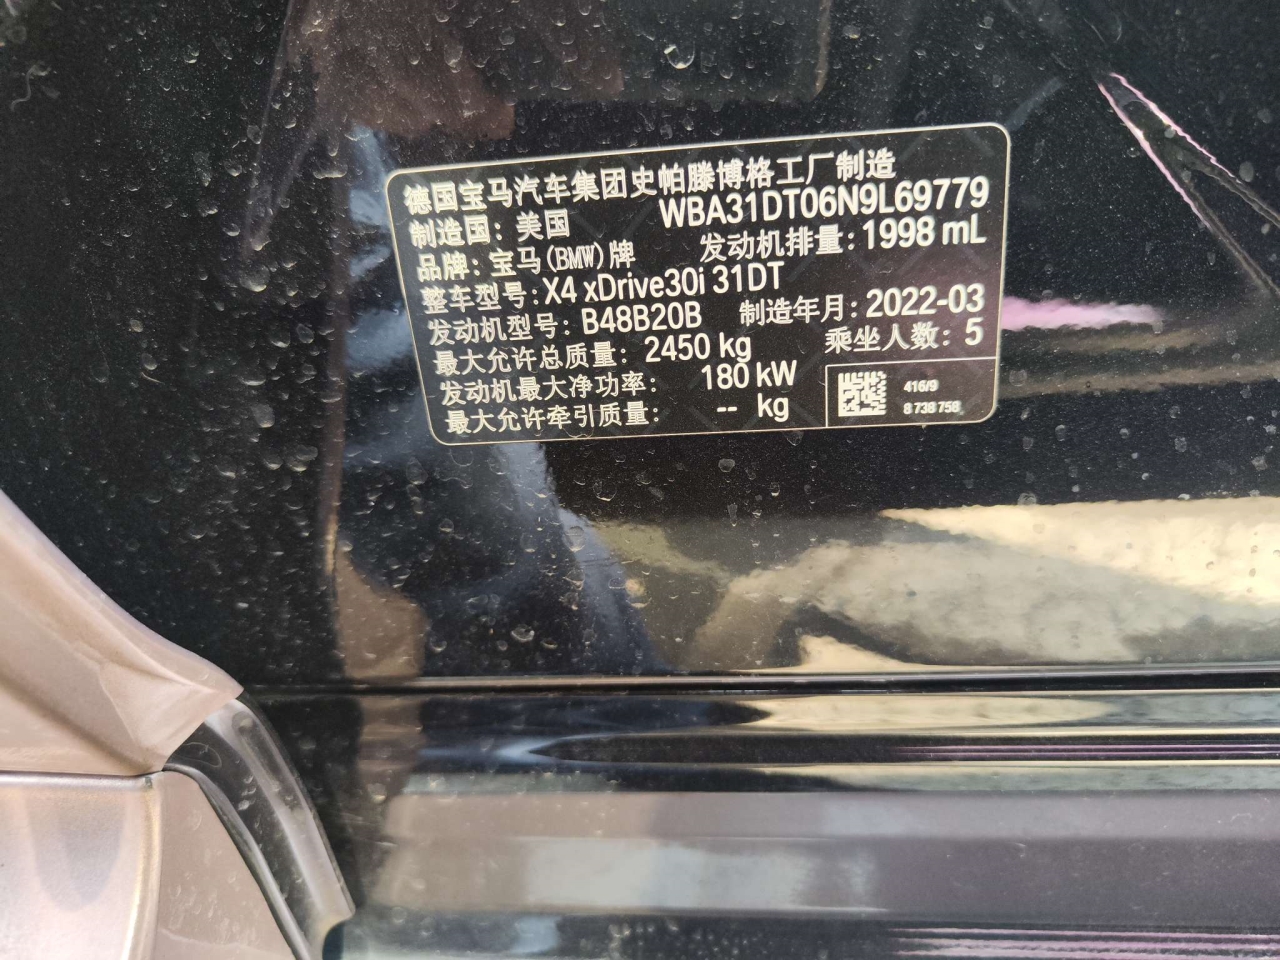 德国宝马汽车集团史帕滕博格工厂制造
制造国：美国 WBA31DT06N9L69779
品牌：宝马(BMW)牌 发动机排量：1998 mL
整车型号：X4 xDrive30i 31DT
发动机型号：B48B20B 制造年月：2022-03
最大允许总质量：2450 kg 乘坐人数：5
发动机最大净功率：180 kW
最大允许牵引质量：-- kg
416/9
8 738 758